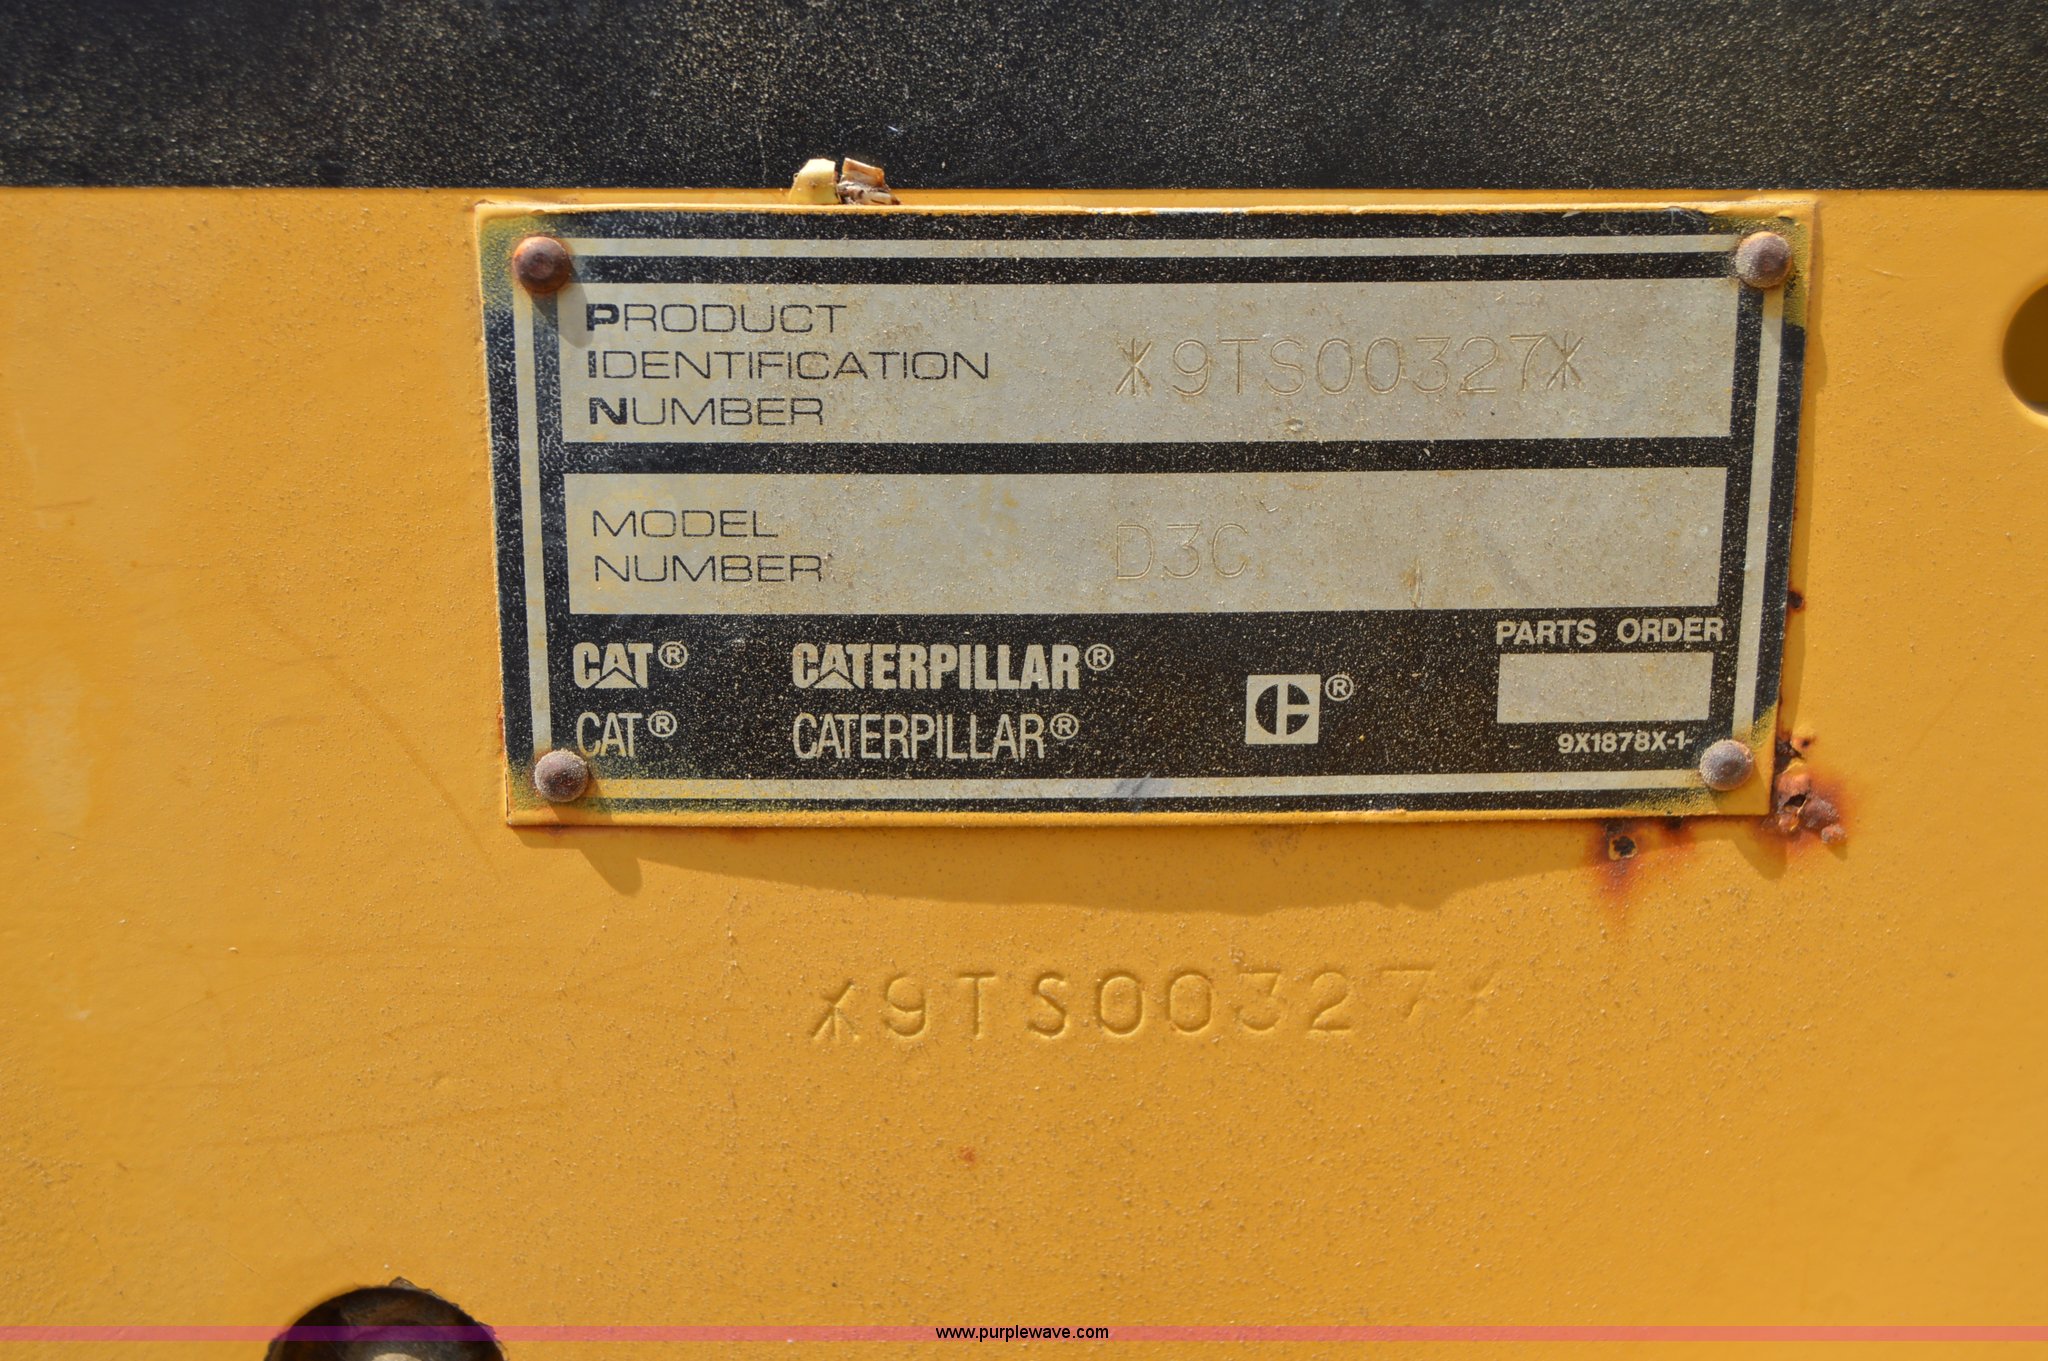 PRODUCT
IDENTIFICATION
NUMBER
*9TS00327*
MODEL
NUMBER
D3C
CAT® CATERPILLAR®
CAT® CATERPILLAR®
C®
PARTS ORDER
9X1878X-1-
*9TS00327*
www.purplewave.com